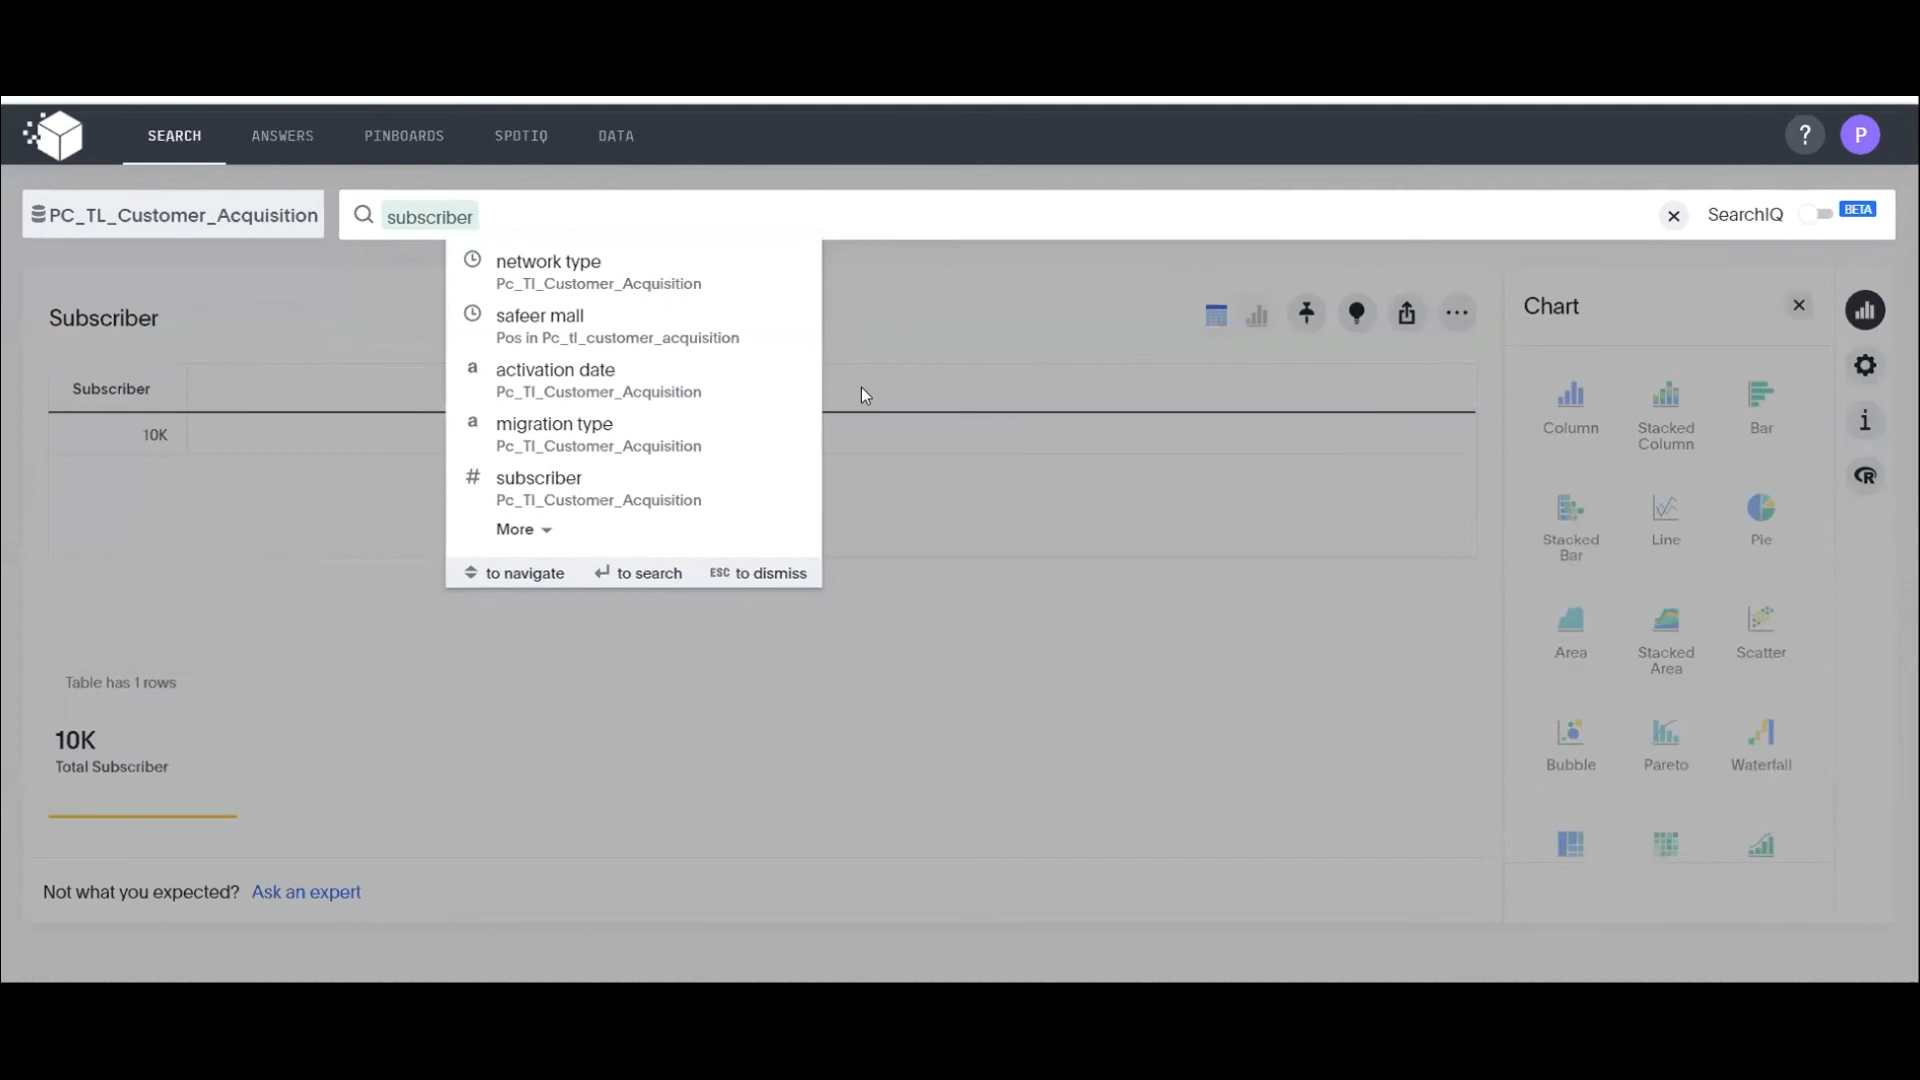 SEARCH
ANSWERS
PINBOARDS
SPOTIQ
DATA
?
P
PC_TL_Customer_Acquisition
subscriber
SearchIQ
BETA
network type
Pc_Tl_Customer_Acquisition
safeer mall
Pos in Pc_tl_customer_acquisition
a activation date
Pc_Tl_Customer_Acquisition
a migration type
Pc_Tl_Customer_Acquisition
# subscriber
Pc_Tl_Customer_Acquisition
More
to navigate
to search
ESC to dismiss
Subscriber
Subscriber
10K
Table has 1 rows
10K
Total Subscriber
Not what you expected? Ask an expert
Chart
Column
Stacked
Column
Bar
Stacked
Bar
Line
Pie
Area
Stacked
Area
Scatter
Bubble
Pareto
Waterfall
i
R